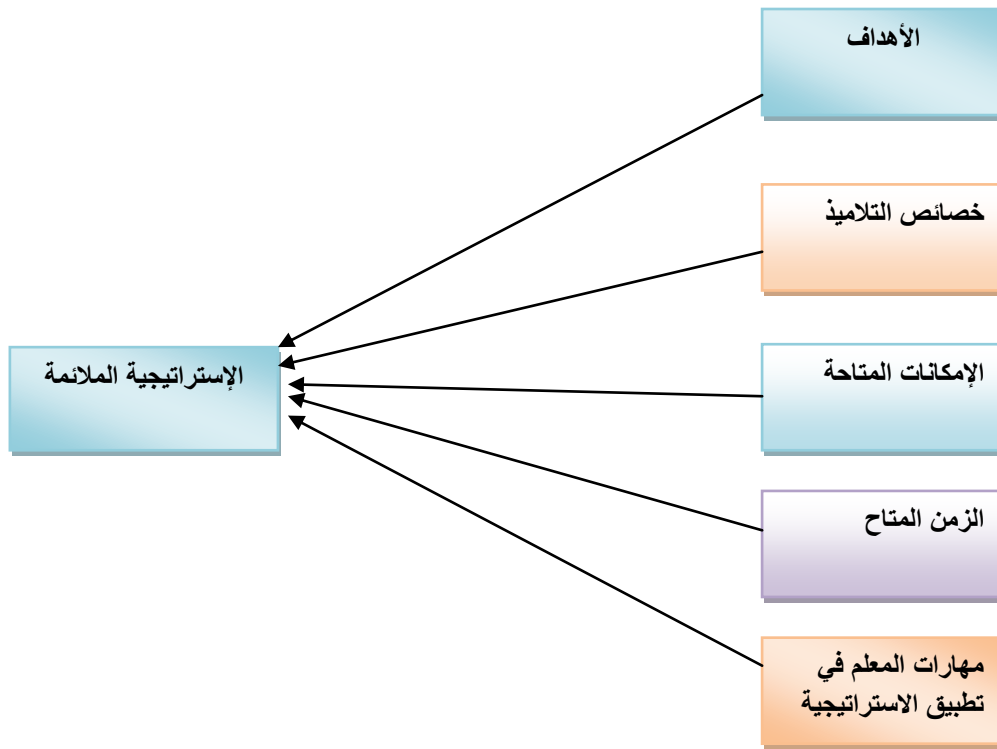 الأهداف
خصائص التلاميذ
الإمكانات المتاحة
الزمن المتاح
مهارات المعلم في
تطبيق الاستراتيجية
الإستراتيجية الملائمة